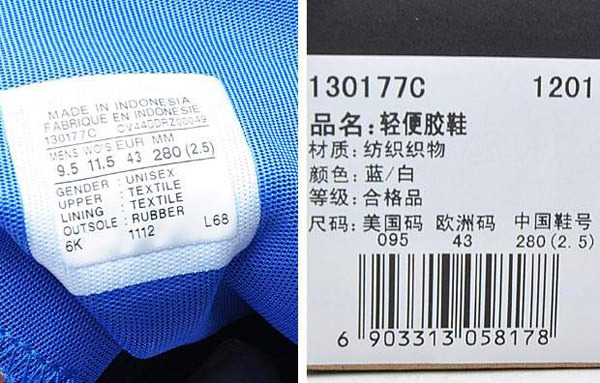 MADE IN INDONESIA
FABRIQUE EN INDONESIE
130177C CV44CDPZ00049
MENS WO'S EUR MM
9.5 11.5 43 280 (2.5)
GENDER : UNISEX
UPPER : TEXTILE
LINING : TEXTILE
OUTSOLE : RUBBER
6K 1112 L68
130177C 1201
品名:轻便胶鞋
材质:纺织织物
颜色:蓝/白
等级:合格品
尺码:美国码 欧洲码 中国鞋号
095 43 280(2.5)
6 903313 058178